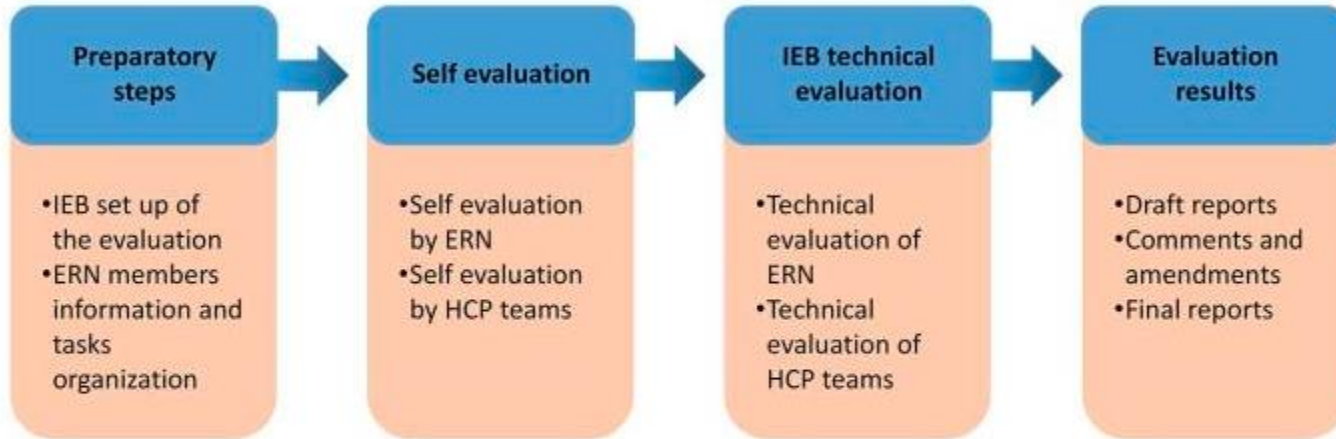 Preparatory
steps
•IEB set up of
the evaluation
•ERN members
information and
tasks
organization
Self evaluation
•Self evaluation
by ERN
•Self evaluation
by HCP teams
IEB technical
evaluation
•Technical
evaluation of
ERN
•Technical
evaluation of
HCP teams
Evaluation
results
•Draft reports
•Comments and
amendments
•Final reports